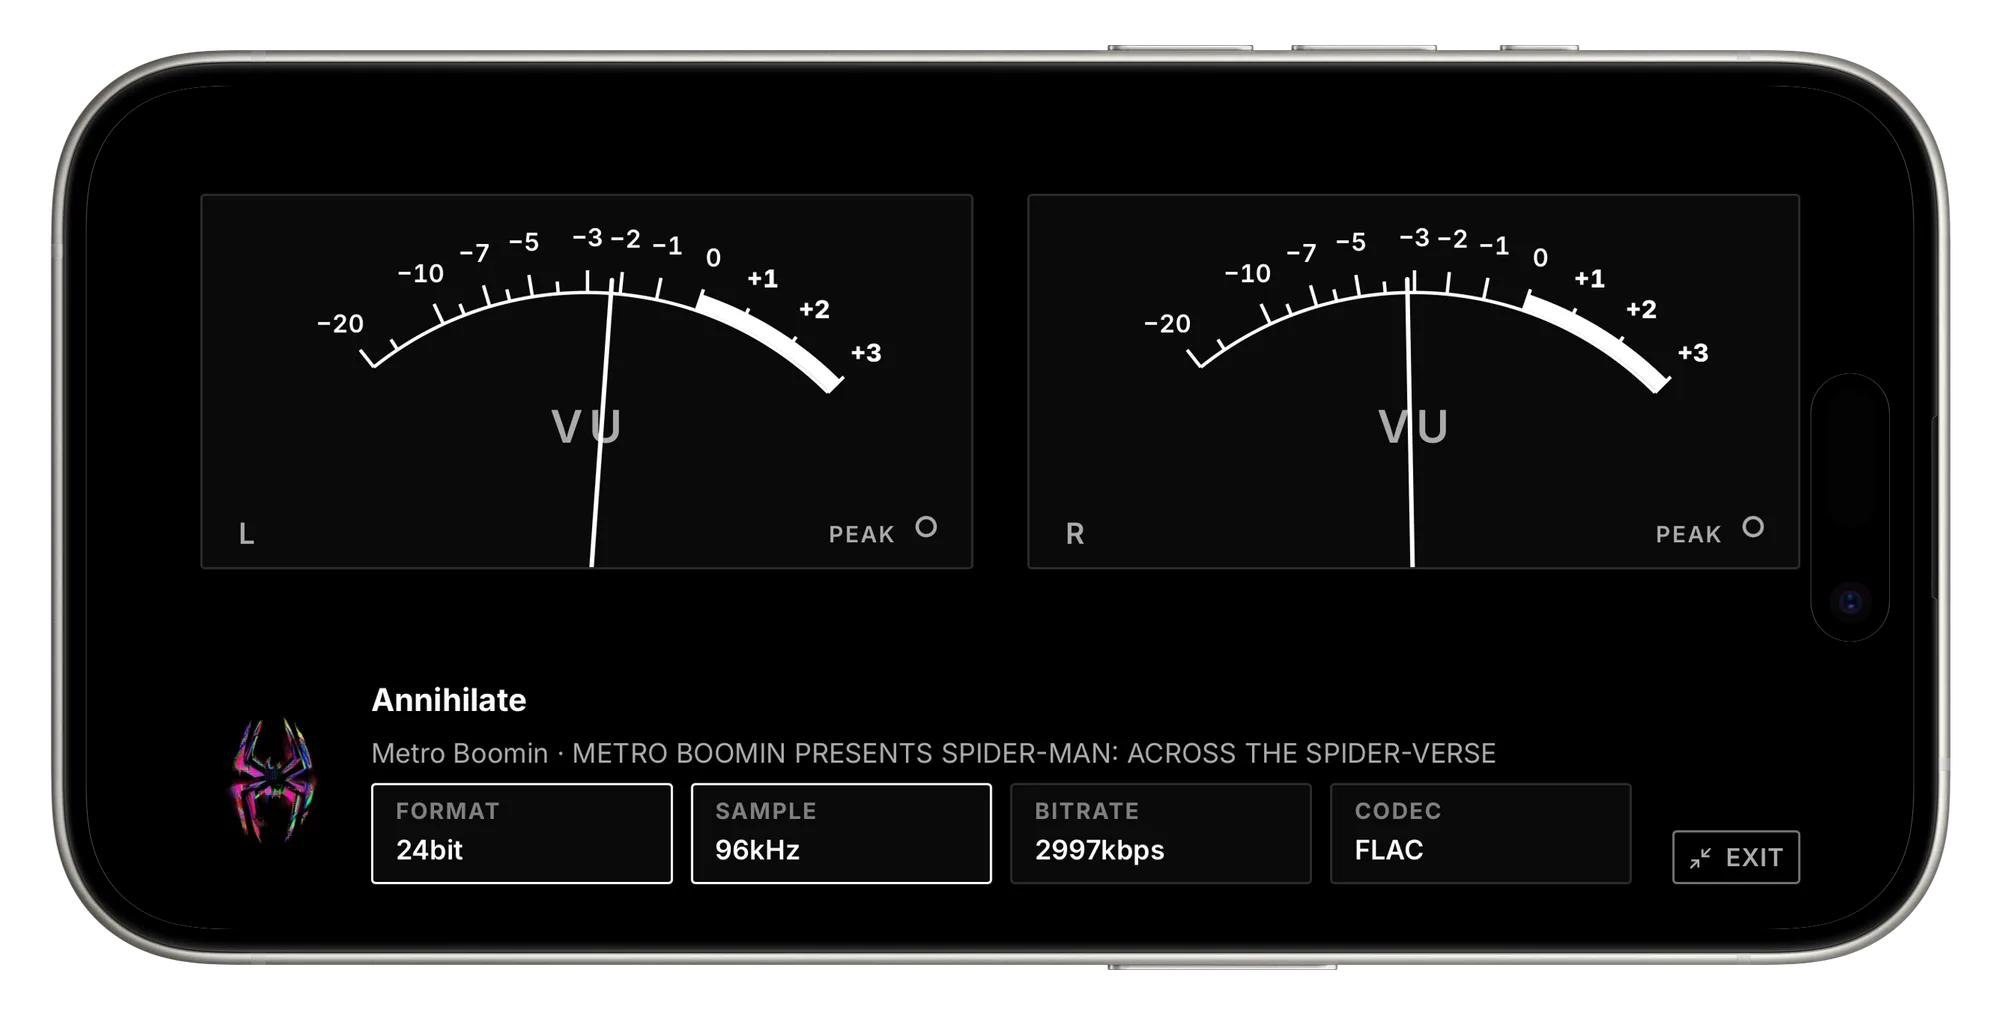 −20 −10 −7 −5 −3 −2 −1 0 +1 +2 +3
VU
L PEAK
−20 −10 −7 −5 −3 −2 −1 0 +1 +2 +3
VU
R PEAK
Annihilate
Metro Boomin · METRO BOOMIN PRESENTS SPIDER-MAN: ACROSS THE SPIDER-VERSE
FORMAT
24bit
SAMPLE
96kHz
BITRATE
2997kbps
CODEC
FLAC
EXIT